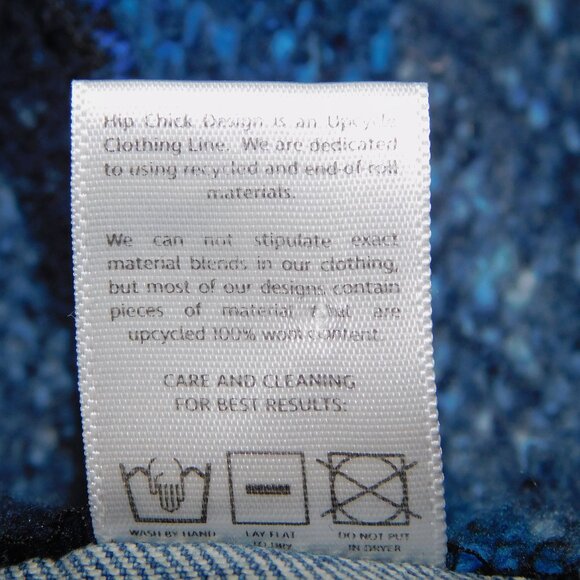 Hip Chick Design is an Upcycle
Clothing Line. We are dedicated
to using recycled and end-of-roll
materials.
We can not stipulate exact
material blends in our clothing,
but most of our designs contain
pieces of material that are
upcycled 100% wool content.
CARE AND CLEANING
FOR BEST RESULTS:
WASH BY HAND
LAY FLAT
TO DRY
DO NOT PUT
IN DRYER